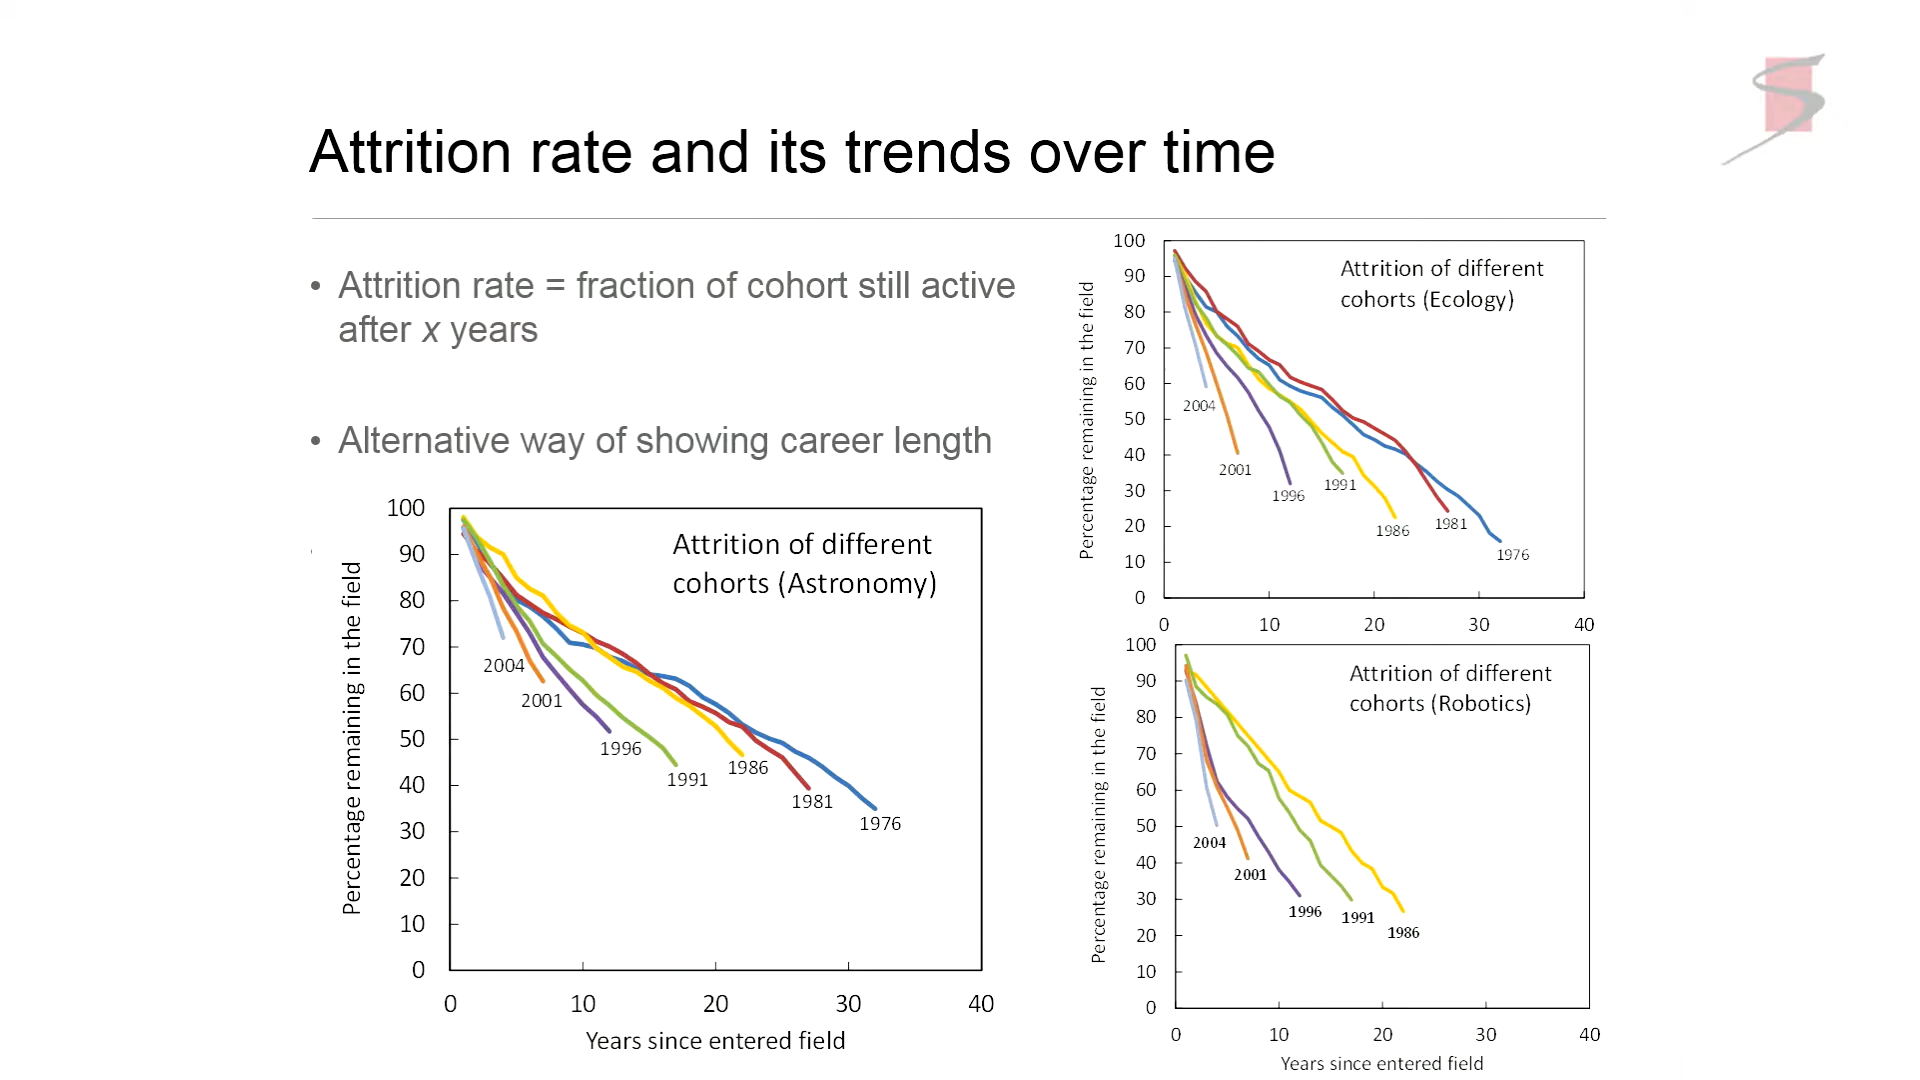 Attrition rate and its trends over time
• Attrition rate = fraction of cohort still active
after x years
• Alternative way of showing career length
Attrition of different
cohorts (Astronomy)
Percentage remaining in the field
100
90
80
70
60
50
40
30
20
10
0
2004
2001
1996
1991
1986
1981
1976
0 10 20 30 40
Years since entered field
Attrition of different
cohorts (Ecology)
Percentage remaining in the field
100
90
80
70
60
50
40
30
20
10
0
2004
2001
1996
1991
1986
1981
1976
0 10 20 30 40
Attrition of different
cohorts (Robotics)
Percentage remaining in the field
100
90
80
70
60
50
40
30
20
10
0
2004
2001
1996
1991
1986
0 10 20 30 40
Years since entered field